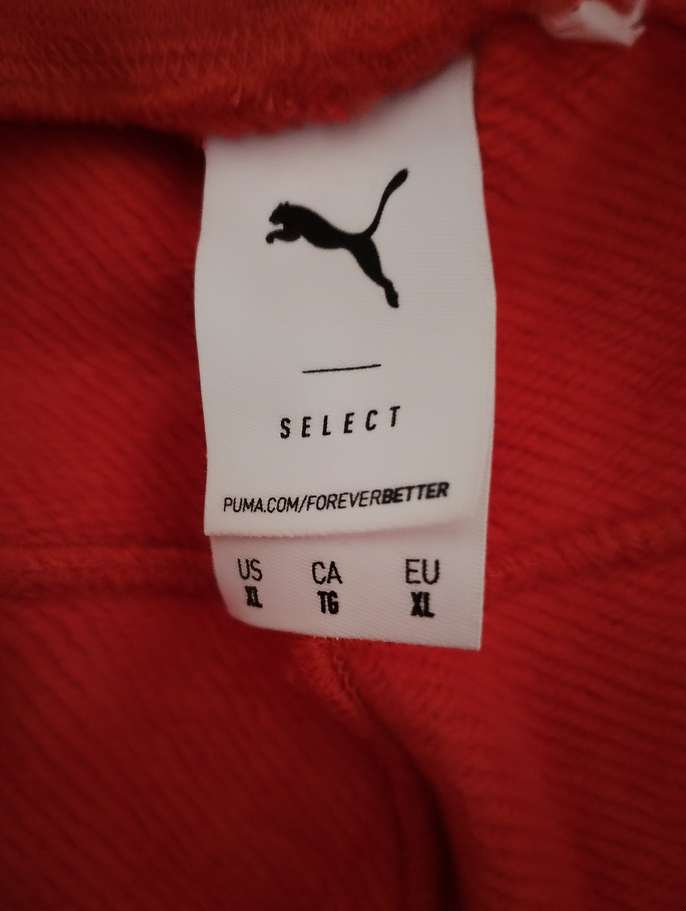 SELECT
PUMA.COM/FOREVERBETTER
US CA EU
XL TG XL